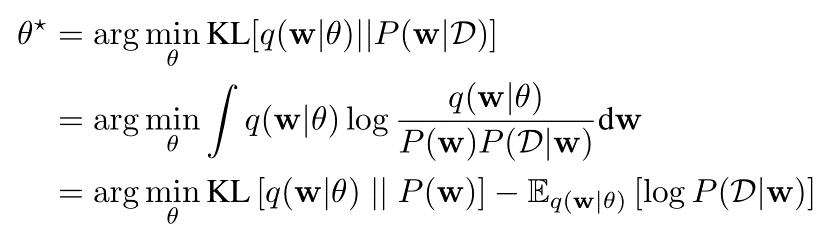 θ⋆ = arg min_θ KL[q(w|θ)||P(w|𝒟)]
= arg min_θ ∫ q(w|θ) log q(w|θ) / P(w)P(𝒟|w) dw
= arg min_θ KL [q(w|θ) || P(w)] − 𝔼_q(w|θ) [log P(𝒟|w)]